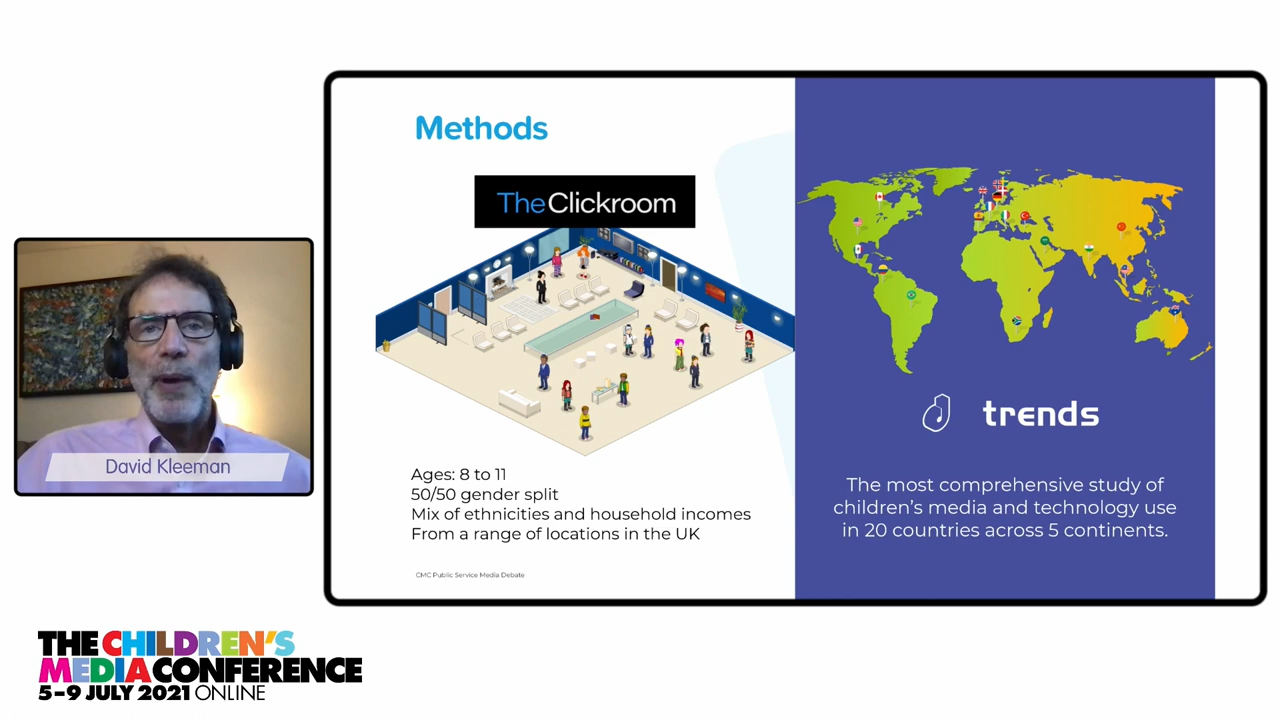 Methods
TheClickroom
Ages: 8 to 11
50/50 gender split
Mix of ethnicities and household incomes
From a range of locations in the UK
CMC Public Service Media Debate
trends
The most comprehensive study of
children's media and technology use
in 20 countries across 5 continents.
David Kleeman
THE CHILDREN'S
MEDIA CONFERENCE
5-9 JULY 2021 ONLINE